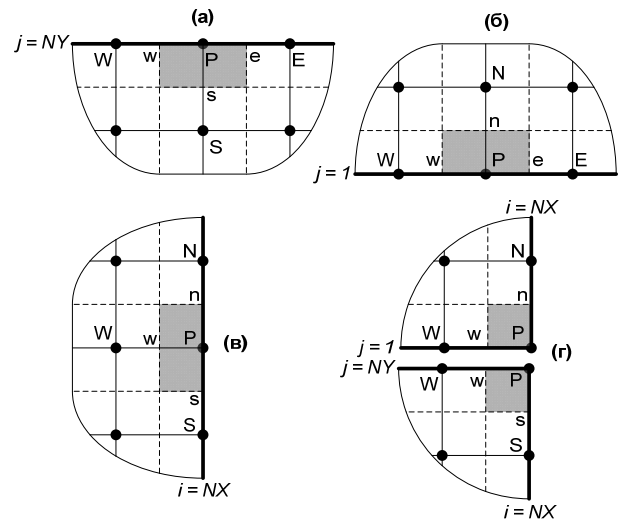 (а)
j = NY
W w P e E
s
S
(б)
N
n
W w P e E
j = 1
N
n
W w P
(в)
s
S
i = NX
i = NX
N
n
W w P
j = 1
(г)
j = NY
W w P
s
S
i = NX